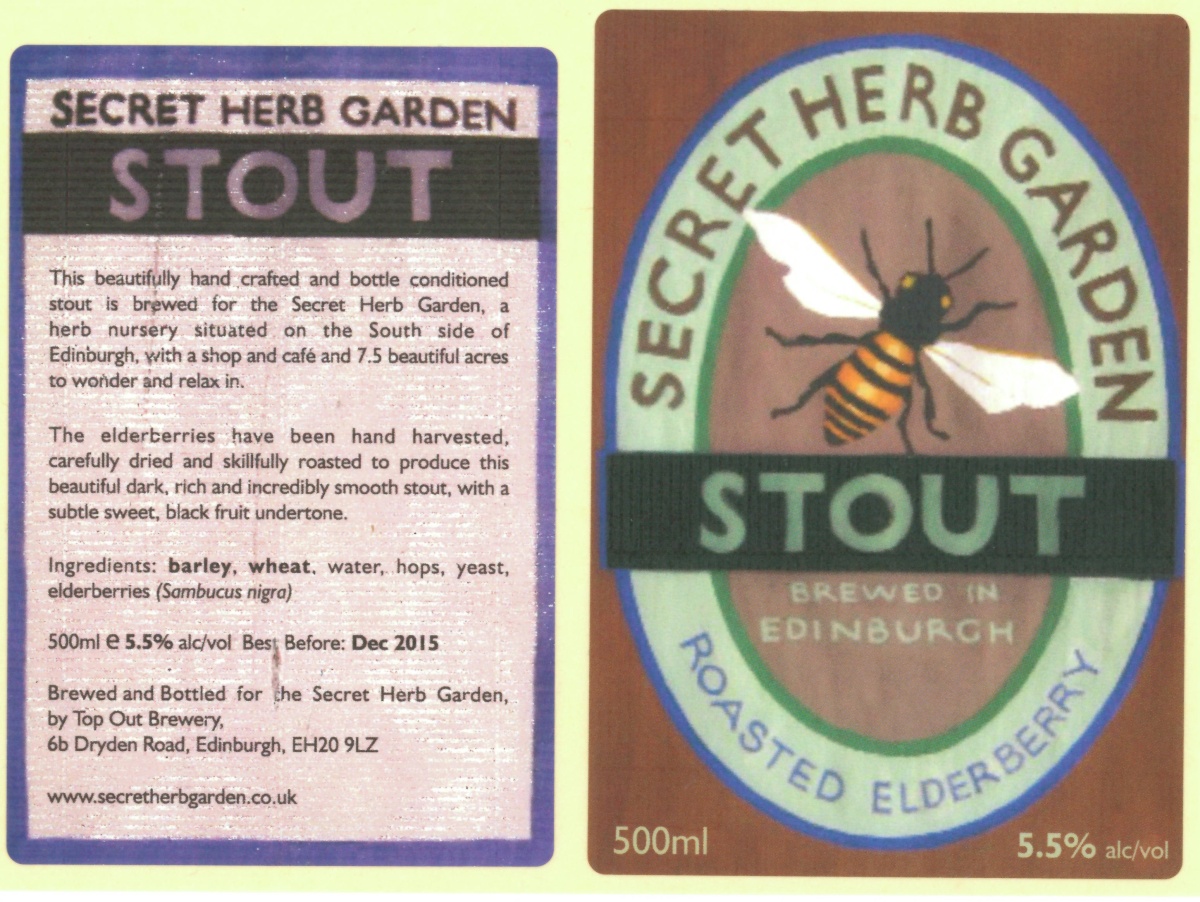 SECRET HERB GARDEN
STOUT
This beautifully hand crafted and bottle conditioned
stout is brewed for the Secret Herb Garden, a
herb nursery situated on the South side of
Edinburgh, with a shop and café and 7.5 beautiful acres
to wonder and relax in.
The elderberries have been hand harvested,
carefully dried and skillfully roasted to produce this
beautiful dark, rich and incredibly smooth stout, with a
subtle sweet, black fruit undertone.
Ingredients: barley, wheat, water, hops, yeast,
elderberries (Sambucus nigra)
500ml e 5.5% alc/vol Best Before: Dec 2015
Brewed and Bottled for the Secret Herb Garden,
by Top Out Brewery,
6b Dryden Road, Edinburgh, EH20 9LZ
www.secretherbgarden.co.uk
SECRET HERB GARDEN
STOUT
BREWED IN
EDINBURGH
ROASTED ELDERBERRY
500ml
5.5% alc/vol